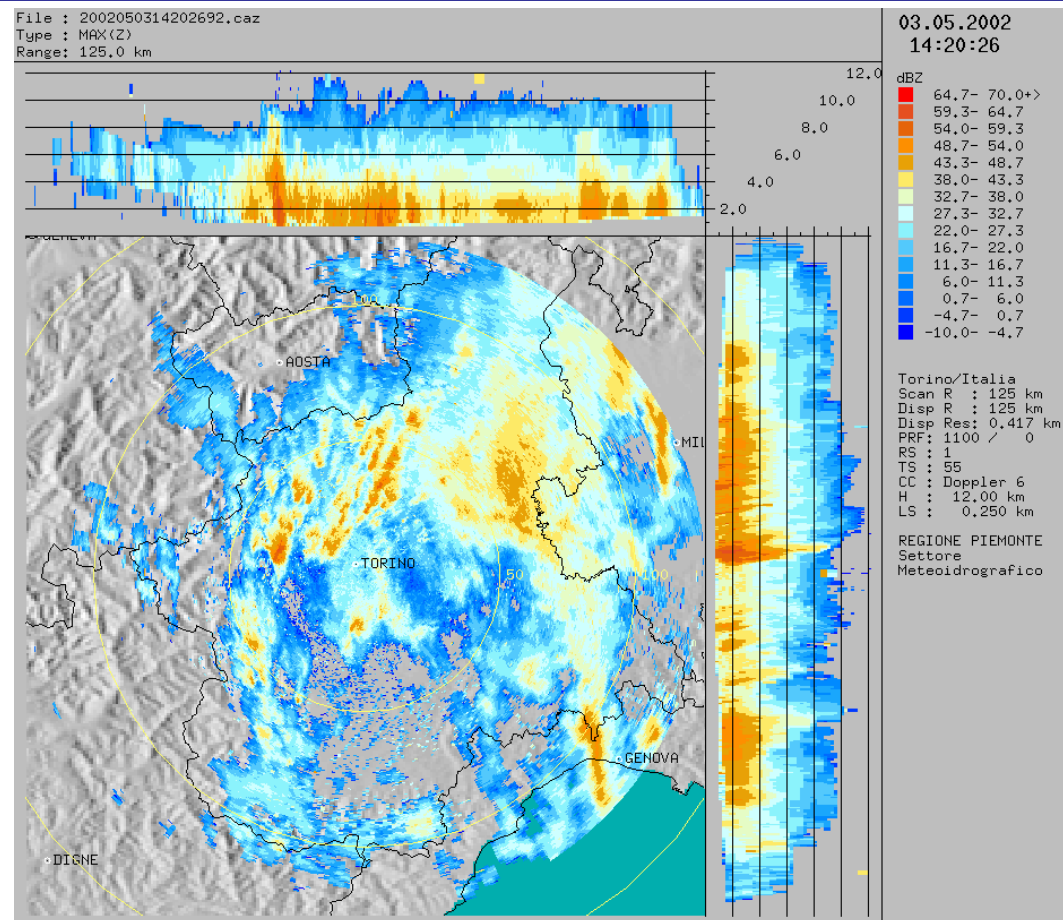 File : 2002050314202692.caz
Type : MAX(Z)
Range: 125.0 km
03.05.2002
14:20:26
12.0
10.0
8.0
6.0
4.0
2.0
dBZ
64.7- 70.0+>
59.3- 64.7
54.0- 59.3
48.7- 54.0
43.3- 48.7
38.0- 43.3
32.7- 38.0
27.3- 32.7
22.0- 27.3
16.7- 22.0
11.3- 16.7
6.0- 11.3
0.7- 6.0
-4.7- 0.7
-10.0- -4.7
Torino/Italia
Scan R : 125 km
Disp R : 125 km
Disp Res: 0.417 km
PRF: 1100 / 0
RS : 1
TS : 55
CC : Doppler 6
H : 12.00 km
LS : 0.250 km
REGIONE PIEMONTE
Settore
Meteoidrografico
100
AOSTA
MIL
TORINO
50
100
GENOVA
DIGNE